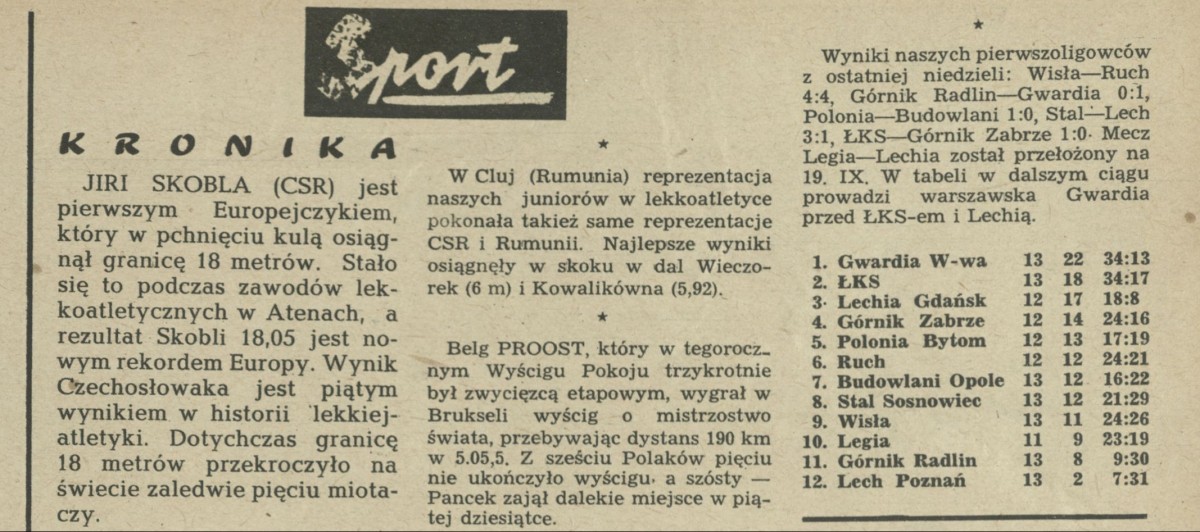 Sport
KRONIKA
JIRI SKOBLA (CSR) jest
pierwszym Europejczykiem,
który w pchnięciu kulą osiąg-
nął granicę 18 metrów. Stało
się to podczas zawodów lek-
koatletycznych w Atenach, a
rezultat Skobli 18,05 jest no-
wym rekordem Europy. Wynik
Czechosłowaka jest piątym
wynikiem w historii lekkiej-
atletyki. Dotychczas granicę
18 metrów przekroczyło na
świecie zaledwie pięciu miota-
czy.
★
W Cluj (Rumunia) reprezentacja
naszych juniorów w lekkoatletyce
pokonała takież same reprezentacje
CSR i Rumunii. Najlepsze wyniki
osiągnęły w skoku w dal Wieczo-
rek (6 m) i Kowalikówna (5,92).
★
Belg PROOST, który w tegorocz-
nym Wyścigu Pokoju trzykrotnie
był zwycięzcą etapowym, wygrał w
Brukseli wyścig o mistrzostwo
świata, przebywając dystans 190 km
w 5.05,5. Z sześciu Polaków pięciu
nie ukończyło wyścigu. a szósty —
Pancek zajął dalekie miejsce w pią-
tej dziesiątce.
★
Wyniki naszych pierwszoligowców
z ostatniej niedzieli: Wisła—Ruch
4:4, Górnik Radlin—Gwardia 0:1,
Polonia—Budowlani 1:0, Stal—Lech
3:1, ŁKS—Górnik Zabrze 1:0. Mecz
Legia—Lechia został przełożony na
19. IX. W tabeli w dalszym ciągu
prowadzi warszawska Gwardia
przed ŁKS-em i Lechią.
1. Gwardia W-wa 13 22 34:13
2. ŁKS 13 18 34:17
3. Lechia Gdańsk 12 17 18:8
4. Górnik Zabrze 12 14 24:16
5. Polonia Bytom 12 13 17:19
6. Ruch 12 12 24:21
7. Budowlani Opole 13 12 16:22
8. Stal Sosnowiec 13 12 21:29
9. Wisła 13 11 24:26
10. Legia 11 9 23:19
11. Górnik Radlin 13 8 9:30
12. Lech Poznań 13 2 7:31